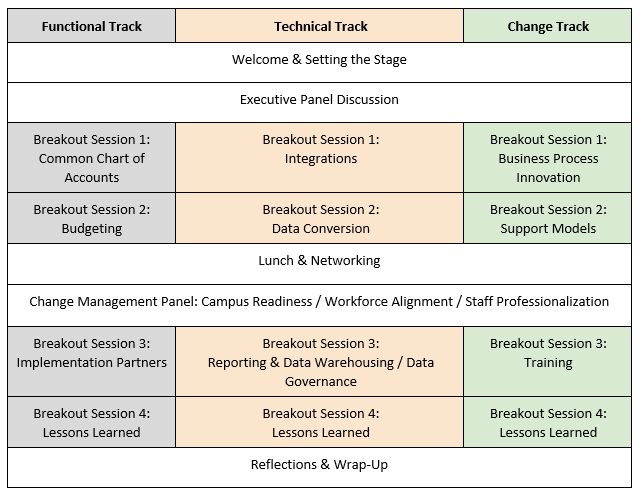 Functional Track
Technical Track
Change Track
Welcome & Setting the Stage
Executive Panel Discussion
Breakout Session 1:
Common Chart of
Accounts
Breakout Session 1:
Integrations
Breakout Session 1:
Business Process
Innovation
Breakout Session 2:
Budgeting
Breakout Session 2:
Data Conversion
Breakout Session 2:
Support Models
Lunch & Networking
Change Management Panel: Campus Readiness / Workforce Alignment / Staff Professionalization
Breakout Session 3:
Implementation Partners
Breakout Session 3:
Reporting & Data Warehousing / Data
Governance
Breakout Session 3:
Training
Breakout Session 4:
Lessons Learned
Breakout Session 4:
Lessons Learned
Breakout Session 4:
Lessons Learned
Reflections & Wrap-Up